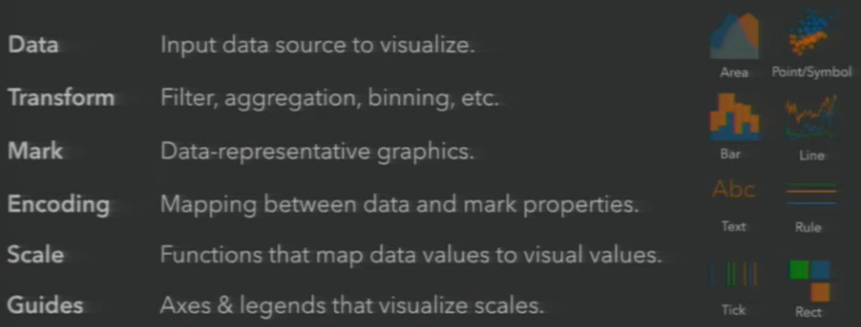 Data Input data source to visualize.
Transform Filter, aggregation, binning, etc.
Mark Data-representative graphics.
Encoding Mapping between data and mark properties.
Scale Functions that map data values to visual values.
Guides Axes & legends that visualize scales.
Area Point/Symbol
Bar Line
Abc
Text Rule
Tick Rect